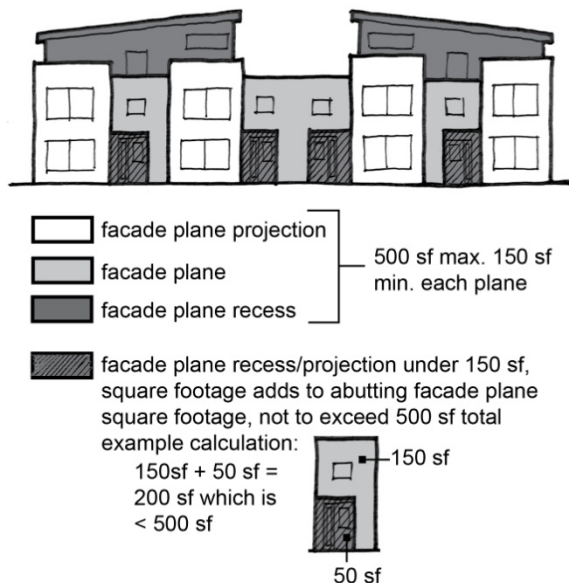 facade plane projection
facade plane
facade plane recess
500 sf max. 150 sf
min. each plane
facade plane recess/projection under 150 sf,
square footage adds to abutting facade plane
square footage, not to exceed 500 sf total
example calculation:
150sf + 50 sf =
200 sf which is
< 500 sf
150 sf
50 sf